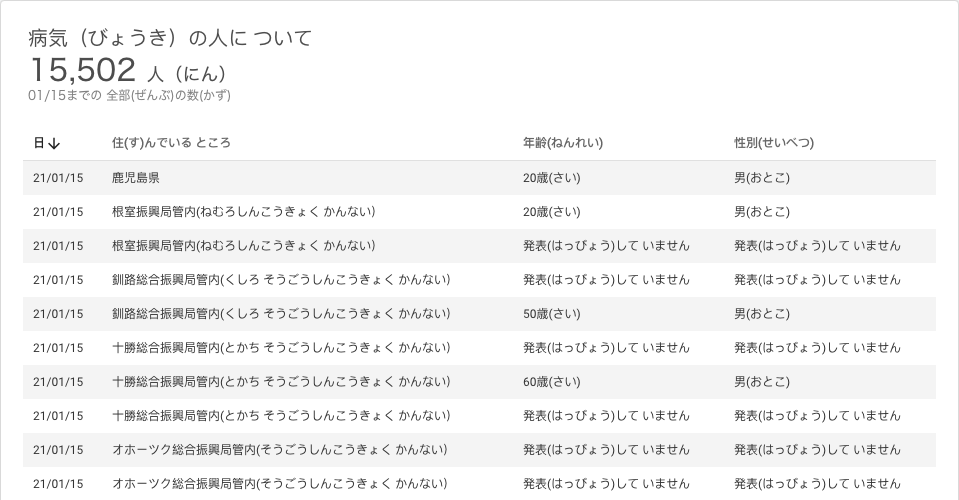 病気（びょうき）の人に ついて
15,502 人（にん）
01/15までの 全部(ぜんぶ)の数(かず)
日↓ 住(す)んでいる ところ 年齢(ねんれい) 性別(せいべつ)
21/01/15 鹿児島県 20歳(さい) 男(おとこ)
21/01/15 根室振興局管内(ねむろしんこうきょく かんない） 20歳(さい) 男(おとこ)
21/01/15 根室振興局管内(ねむろしんこうきょく かんない） 発表(はっぴょう)して いません 発表(はっぴょう)して いません
21/01/15 釧路総合振興局管内(くしろ そうごうしんこうきょく かんない） 発表(はっぴょう)して いません 発表(はっぴょう)して いません
21/01/15 釧路総合振興局管内(くしろ そうごうしんこうきょく かんない） 50歳(さい) 男(おとこ)
21/01/15 十勝総合振興局管内(とかち そうごうしんこうきょく かんない） 発表(はっぴょう)して いません 発表(はっぴょう)して いません
21/01/15 十勝総合振興局管内(とかち そうごうしんこうきょく かんない） 60歳(さい) 男(おとこ)
21/01/15 十勝総合振興局管内(とかち そうごうしんこうきょく かんない） 発表(はっぴょう)して いません 発表(はっぴょう)して いません
21/01/15 オホーツク総合振興局管内(そうごうしんこうきょく かんない） 発表(はっぴょう)して いません 発表(はっぴょう)して いません
21/01/15 オホーツク総合振興局管内(そうごうしんこうきょく かんない） 発表(はっぴょう)して いません 発表(はっぴょう)して いません